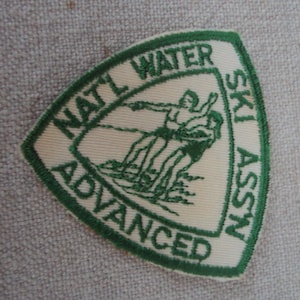 NAT'L WATER
SKI ASS'N
ADVANCED